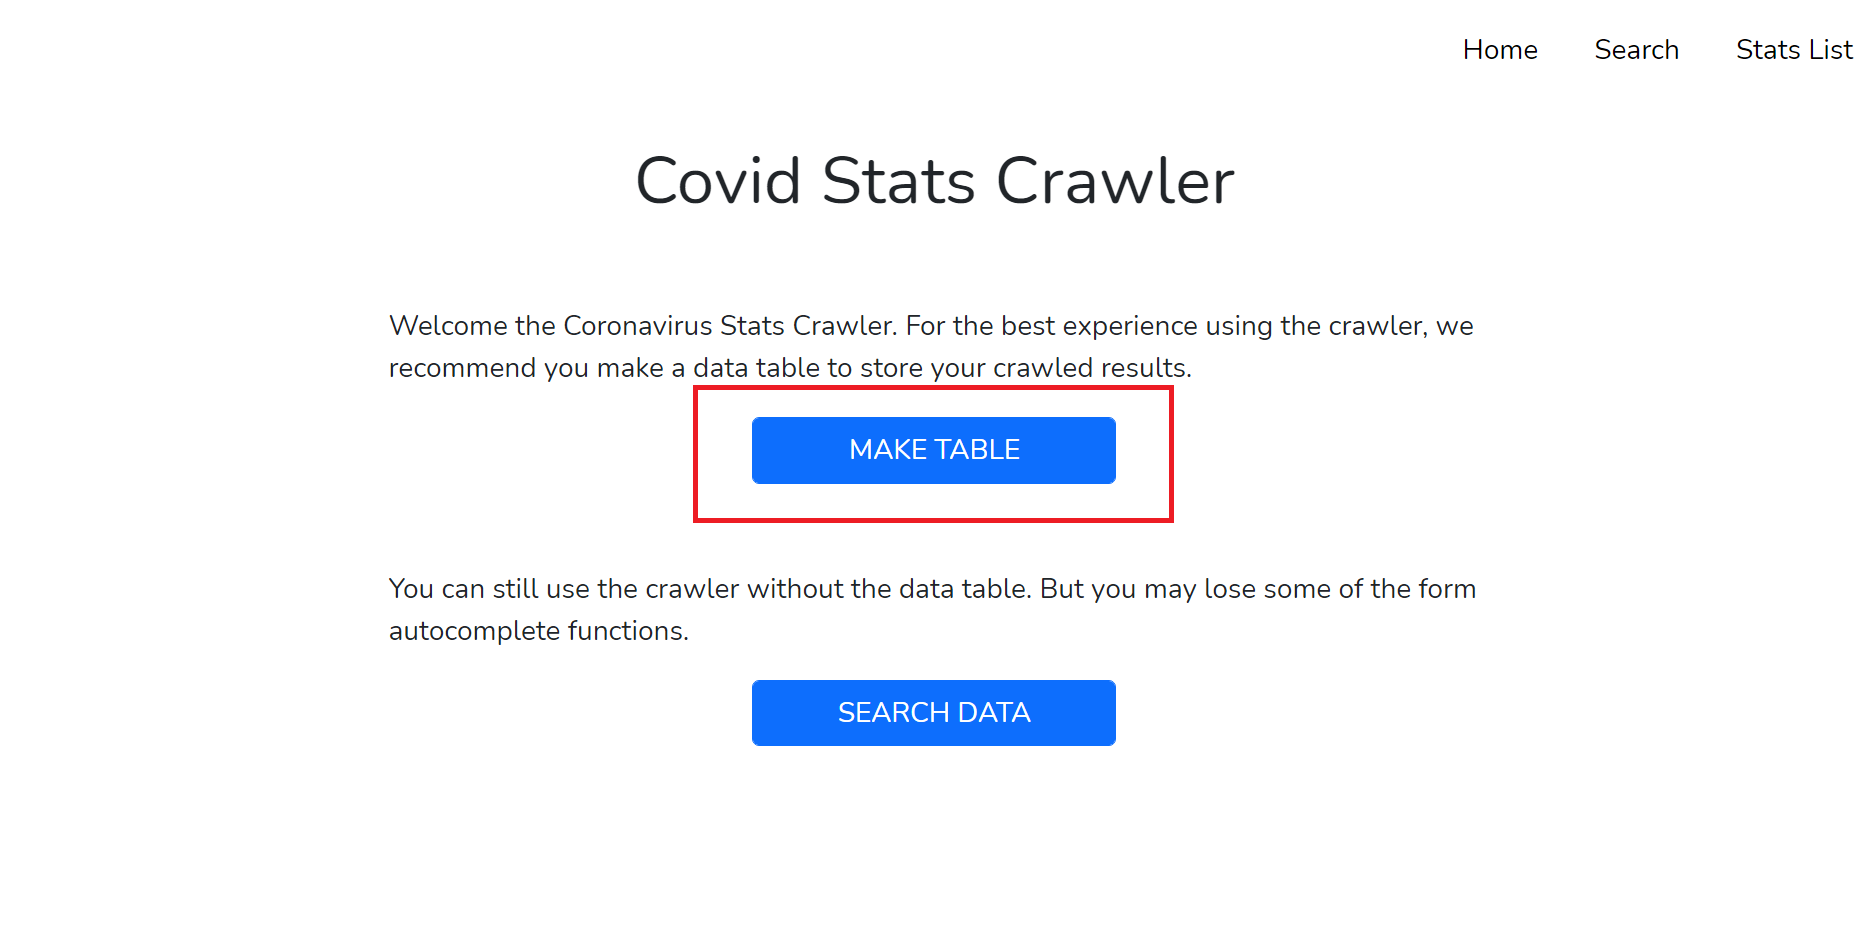 Home Search Stats List
Covid Stats Crawler
Welcome the Coronavirus Stats Crawler. For the best experience using the crawler, we
recommend you make a data table to store your crawled results.
MAKE TABLE
You can still use the crawler without the data table. But you may lose some of the form
autocomplete functions.
SEARCH DATA